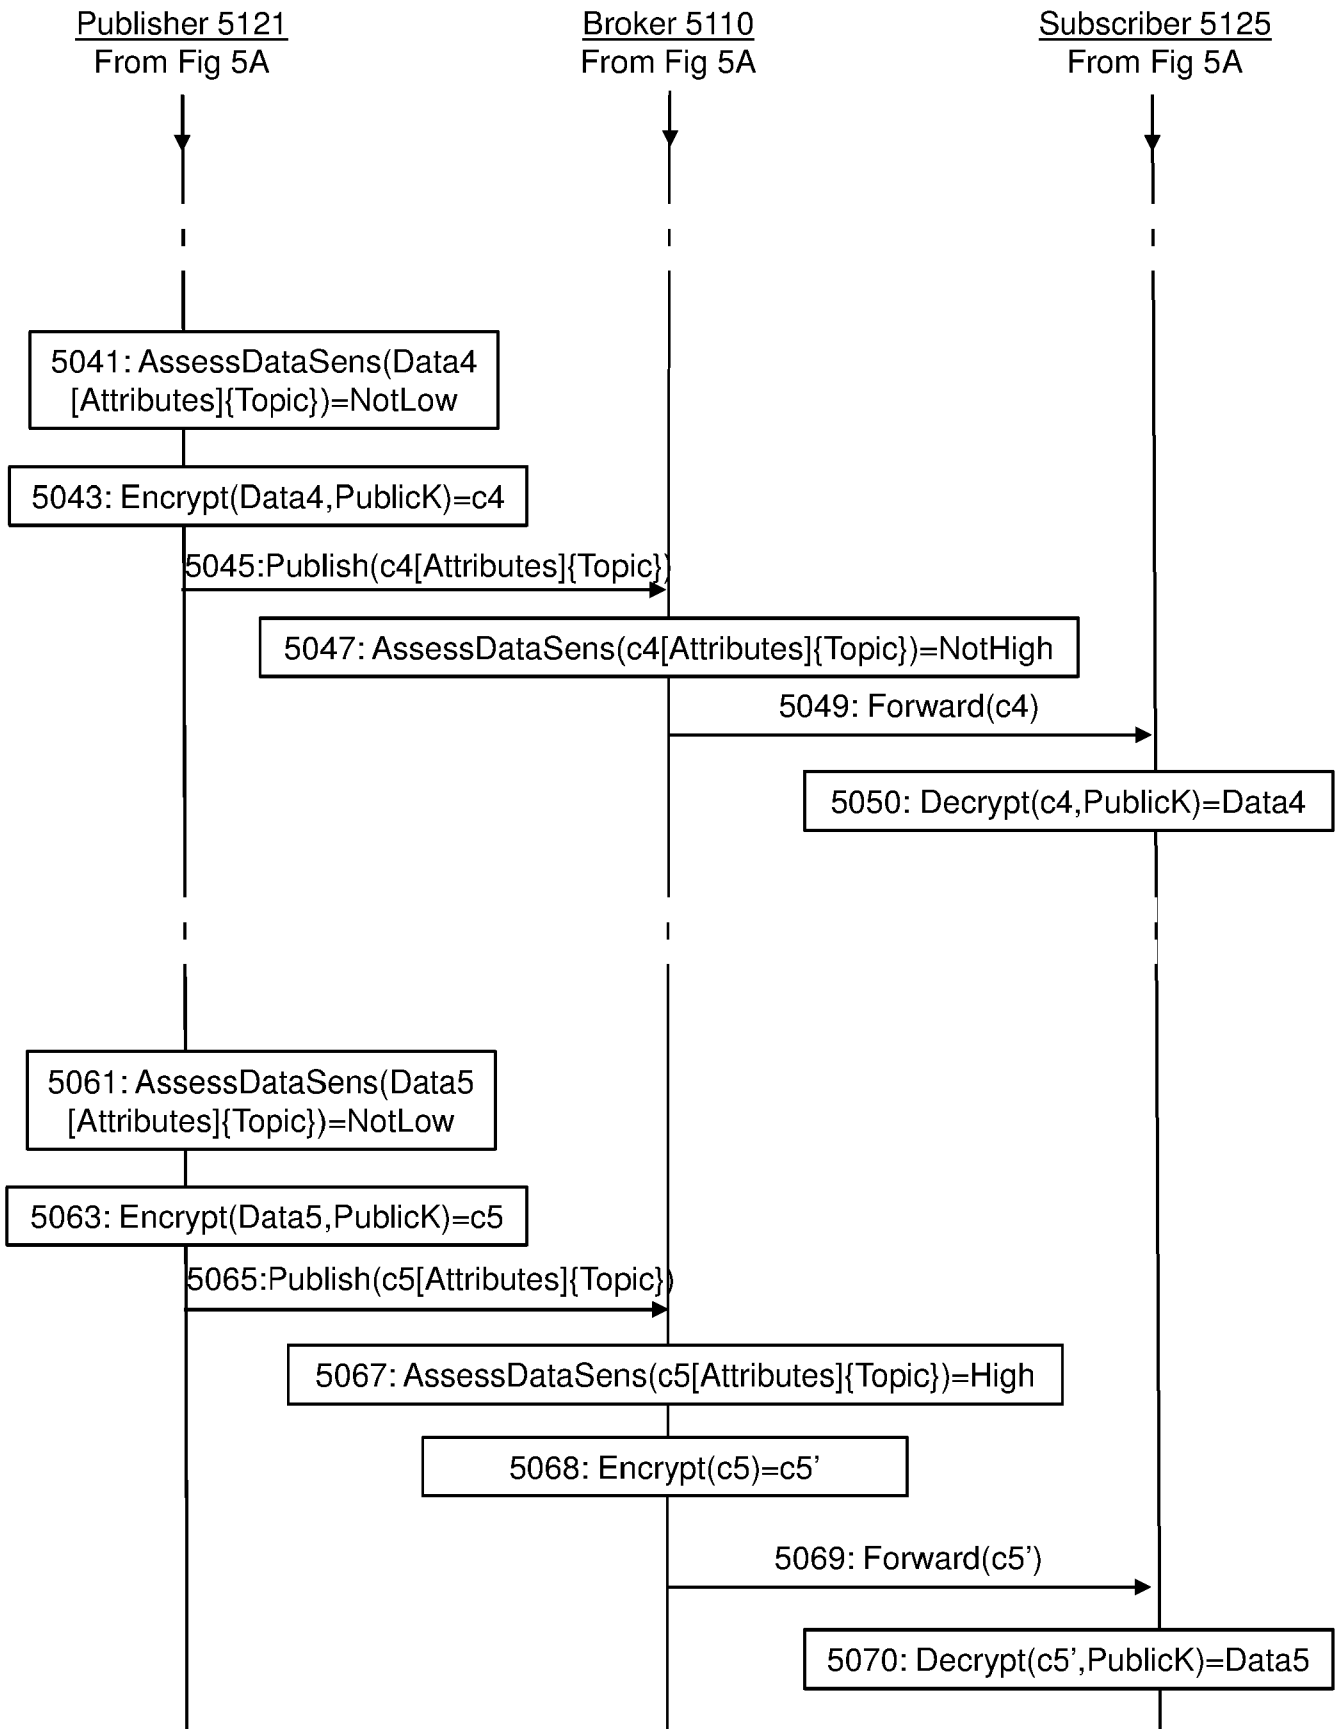 Publisher 5121
From Fig 5A
Broker 5110
From Fig 5A
Subscriber 5125
From Fig 5A
5041: AssessDataSens(Data4
[Attributes]{Topic})=NotLow
5043: Encrypt(Data4,PublicK)=c4
5045:Publish(c4[Attributes]{Topic})
5047: AssessDataSens(c4[Attributes]{Topic})=NotHigh
5049: Forward(c4)
5050: Decrypt(c4,PublicK)=Data4
5061: AssessDataSens(Data5
[Attributes]{Topic})=NotLow
5063: Encrypt(Data5,PublicK)=c5
5065:Publish(c5[Attributes]{Topic})
5067: AssessDataSens(c5[Attributes]{Topic})=High
5068: Encrypt(c5)=c5’
5069: Forward(c5’)
5070: Decrypt(c5',PublicK)=Data5